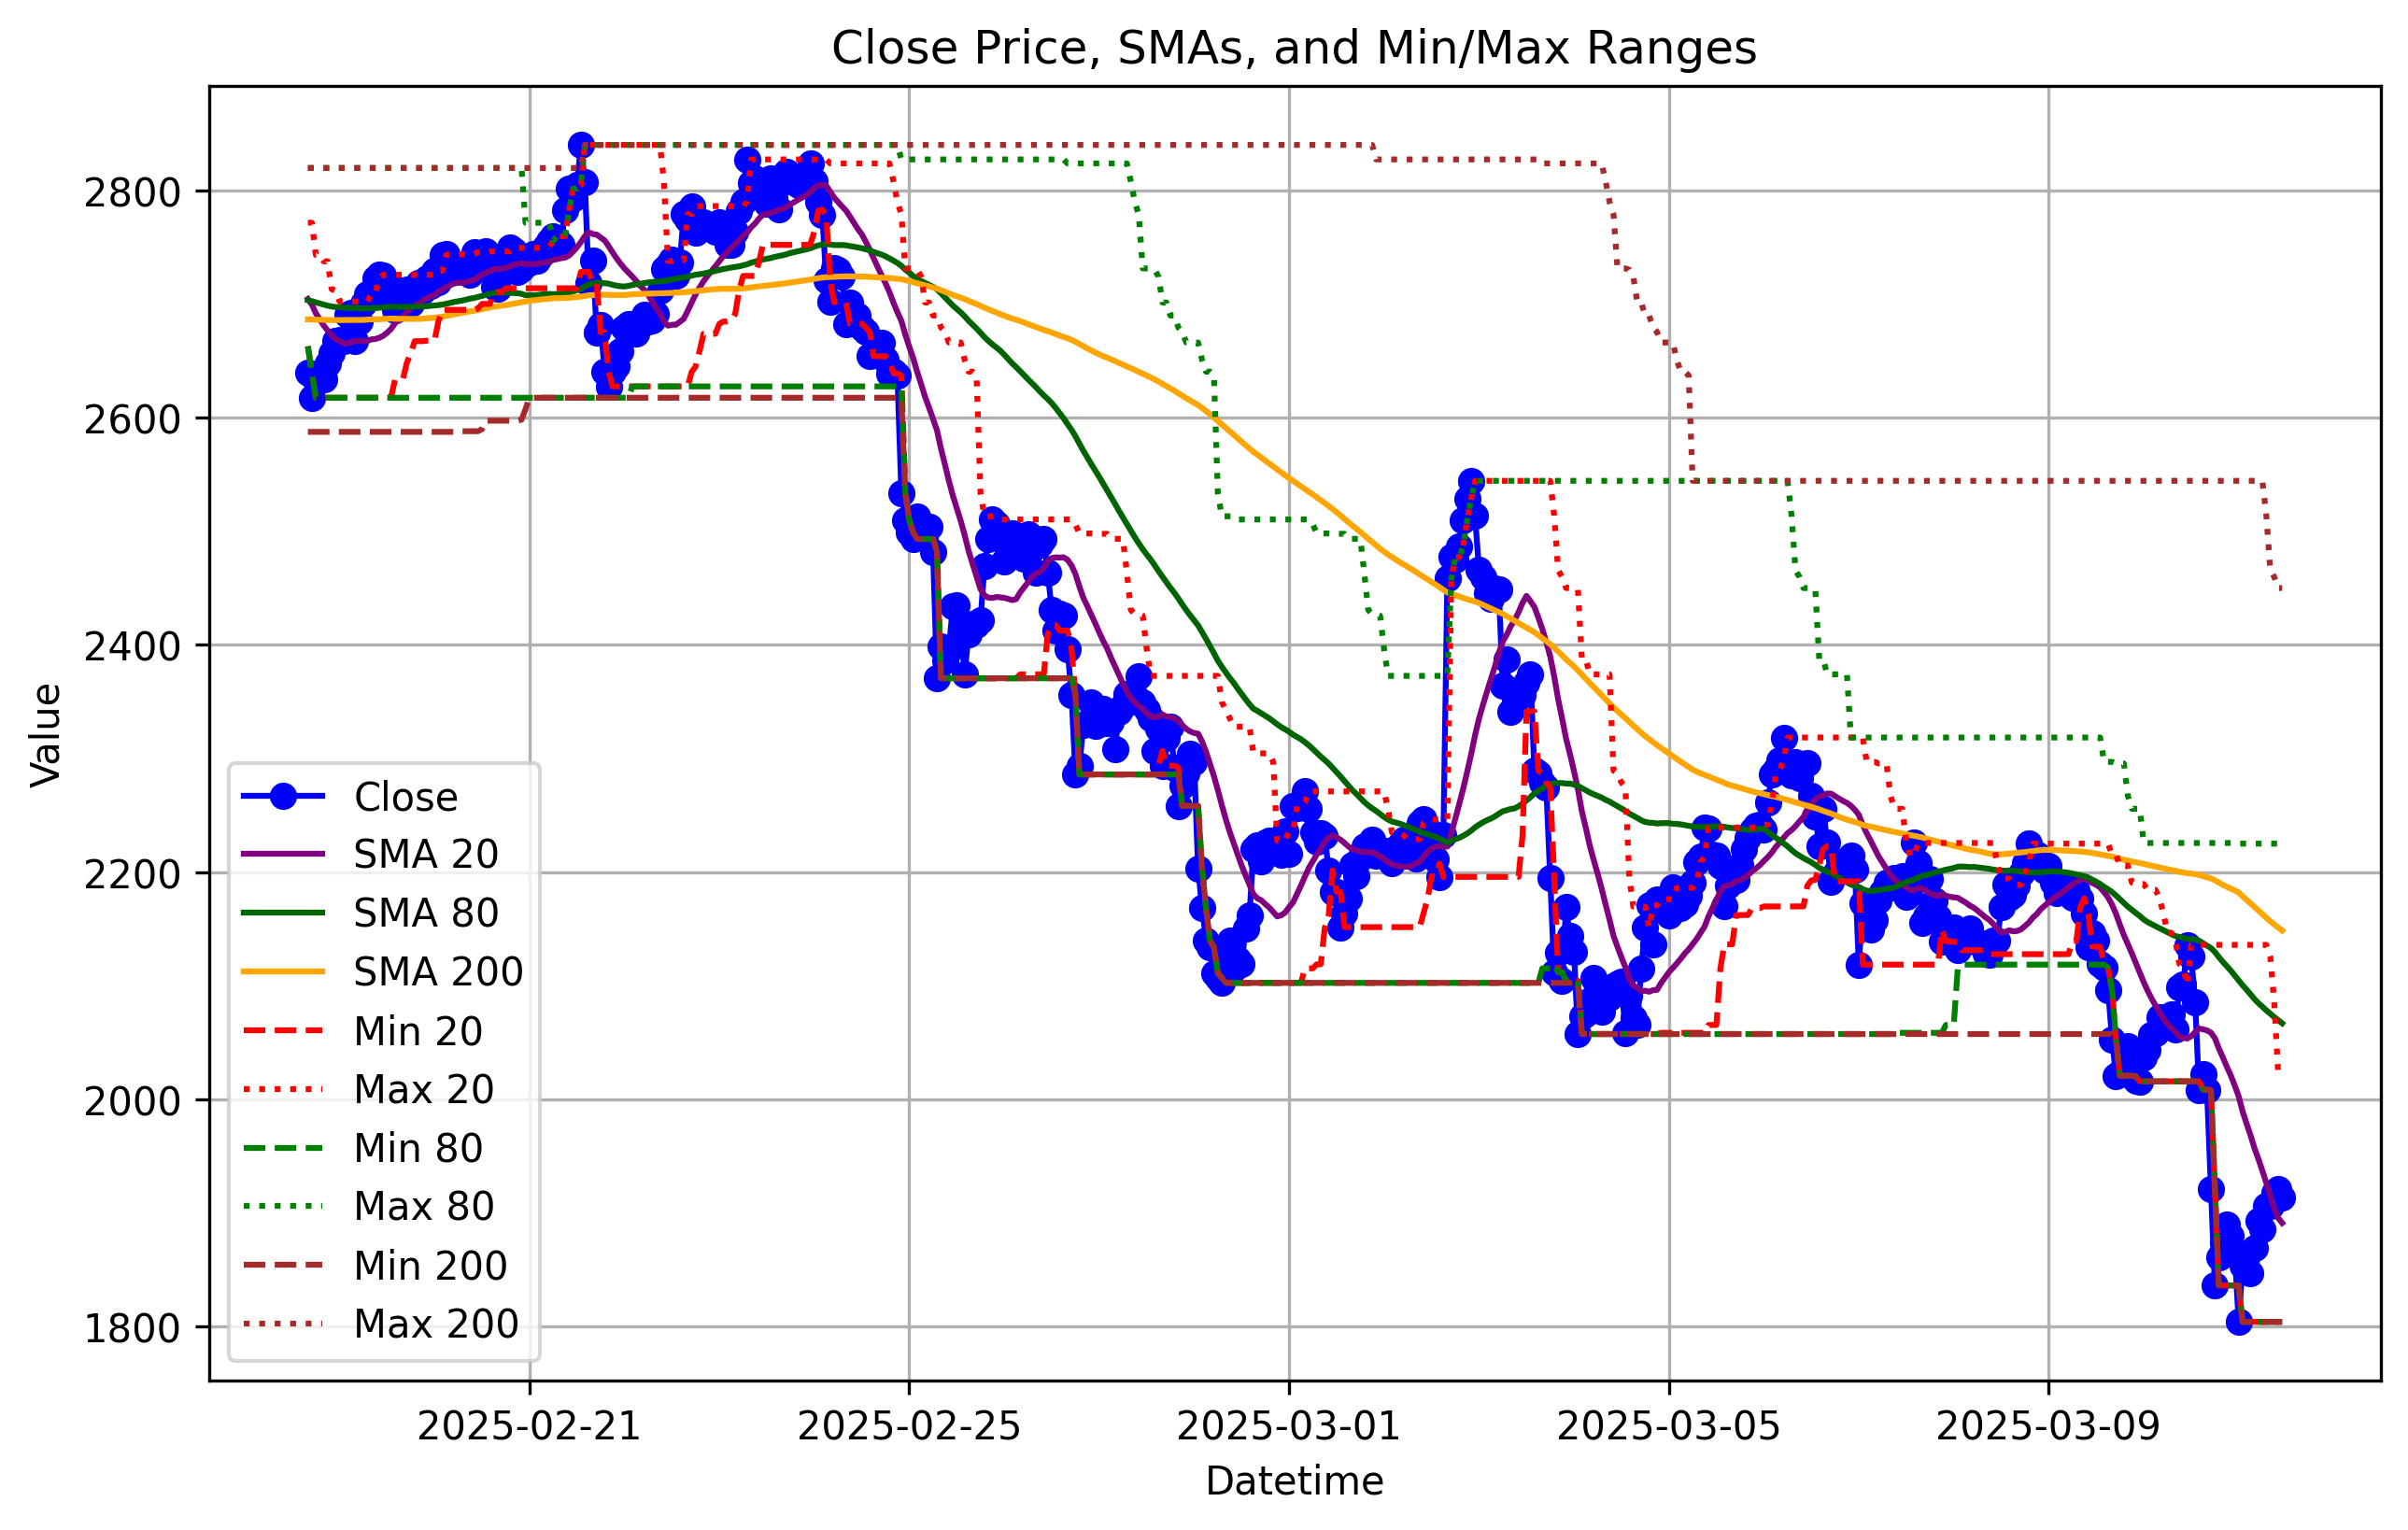 Close Price, SMAs, and Min/Max Ranges
Value
2800
2600
2400
2200
2000
1800
Close
SMA 20
SMA 80
SMA 200
Min 20
Max 20
Min 80
Max 80
Min 200
Max 200
2025-02-21
2025-02-25
2025-03-01
2025-03-05
2025-03-09
Datetime